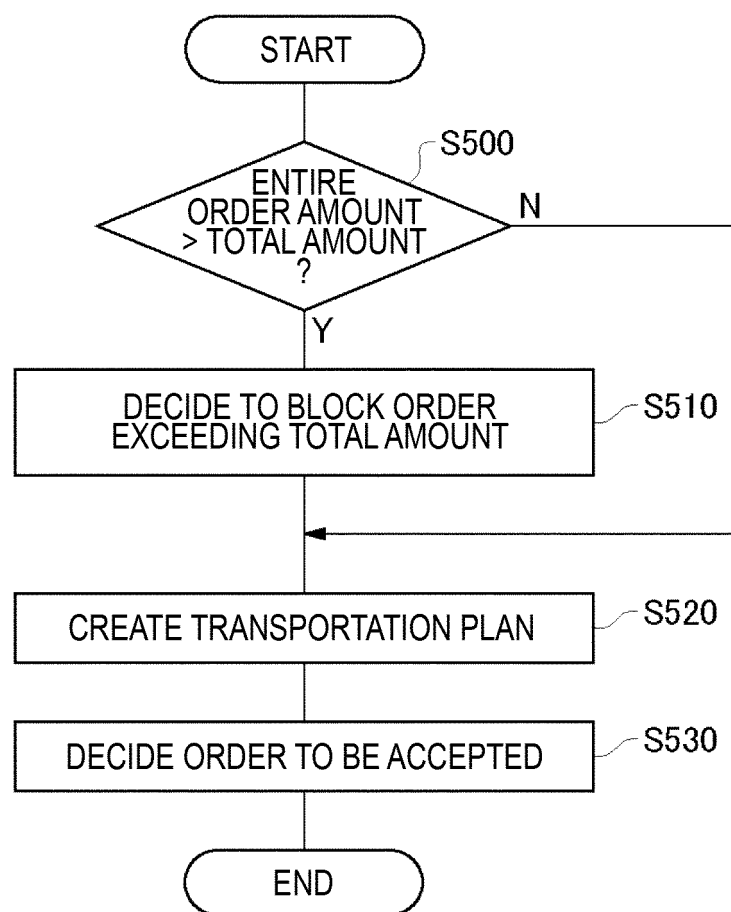 START
S500
ENTIRE
ORDER AMOUNT
> TOTAL AMOUNT
?
N
Y
DECIDE TO BLOCK ORDER
EXCEEDING TOTAL AMOUNT
S510
CREATE TRANSPORTATION PLAN
S520
DECIDE ORDER TO BE ACCEPTED
S530
END